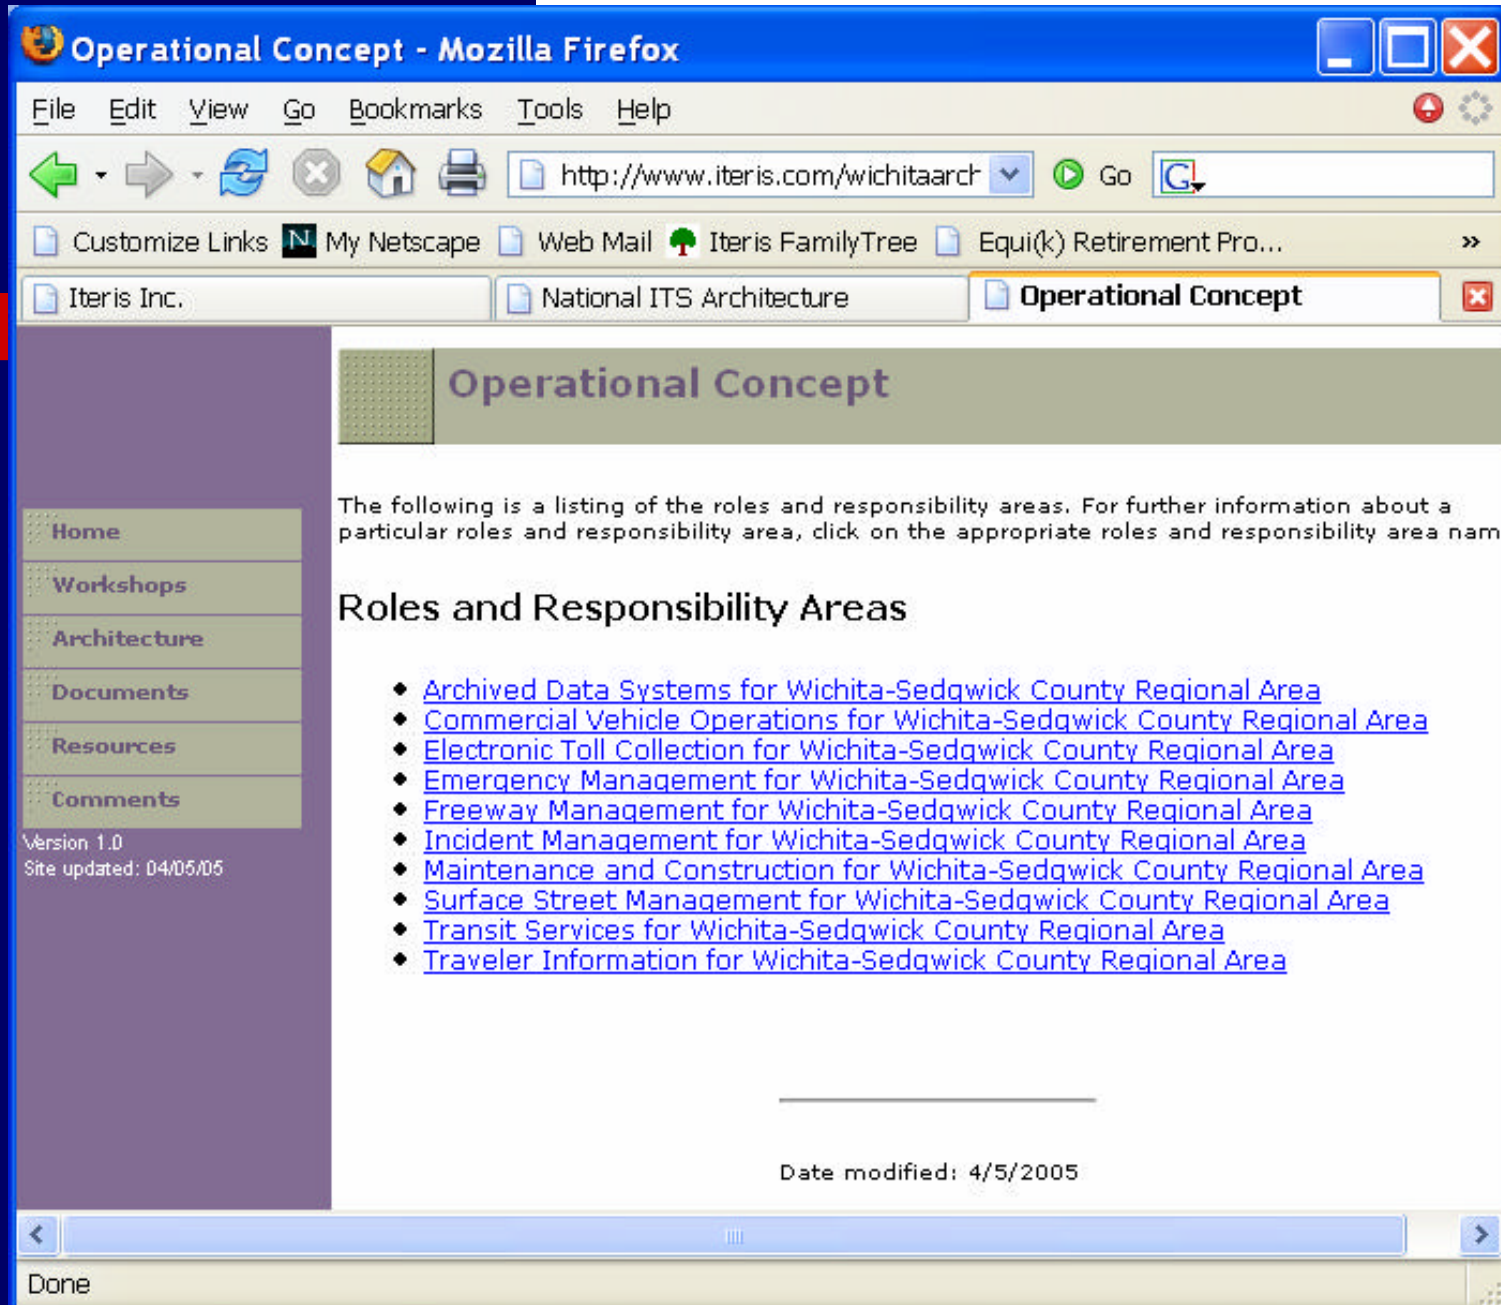 Operational Concept - Mozilla Firefox
File Edit View Go Bookmarks Tools Help
http://www.iteris.com/wichitaarch Go G
Customize Links N My Netscape Web Mail Iteris FamilyTree Equi(k) Retirement Pro... »
Iteris Inc. National ITS Architecture Operational Concept
Operational Concept
The following is a listing of the roles and responsibility areas. For further information about a
particular roles and responsibility area, click on the appropriate roles and responsibility area nam
Home
Workshops
Architecture
Documents
Resources
Comments
Version 1.0
Site updated: 04/05/05
Roles and Responsibility Areas
Archived Data Systems for Wichita-Sedgwick County Regional Area
Commercial Vehicle Operations for Wichita-Sedgwick County Regional Area
Electronic Toll Collection for Wichita-Sedgwick County Regional Area
Emergency Management for Wichita-Sedgwick County Regional Area
Freeway Management for Wichita-Sedgwick County Regional Area
Incident Management for Wichita-Sedgwick County Regional Area
Maintenance and Construction for Wichita-Sedgwick County Regional Area
Surface Street Management for Wichita-Sedgwick County Regional Area
Transit Services for Wichita-Sedgwick County Regional Area
Traveler Information for Wichita-Sedgwick County Regional Area
Date modified: 4/5/2005
Done